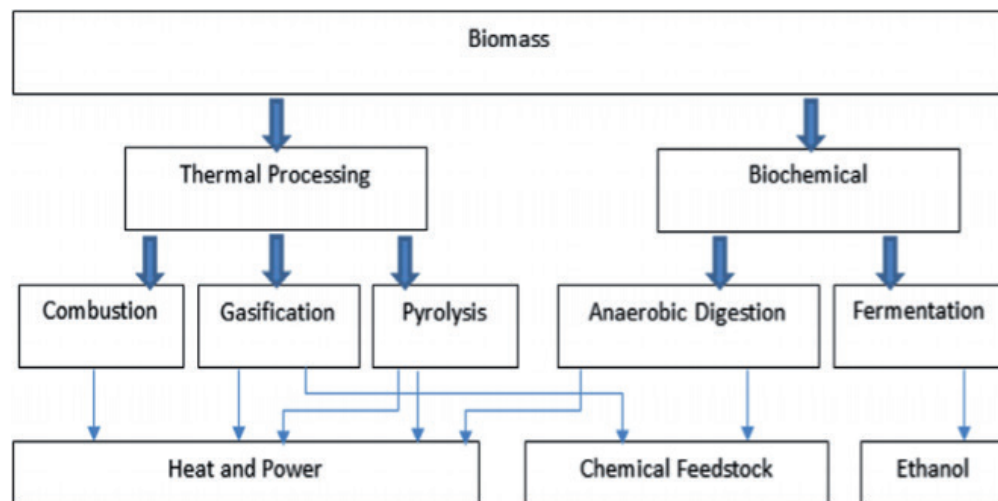 Biomass
Thermal Processing
Biochemical
Combustion
Gasification
Pyrolysis
Anaerobic Digestion
Fermentation
Heat and Power
Chemical Feedstock
Ethanol